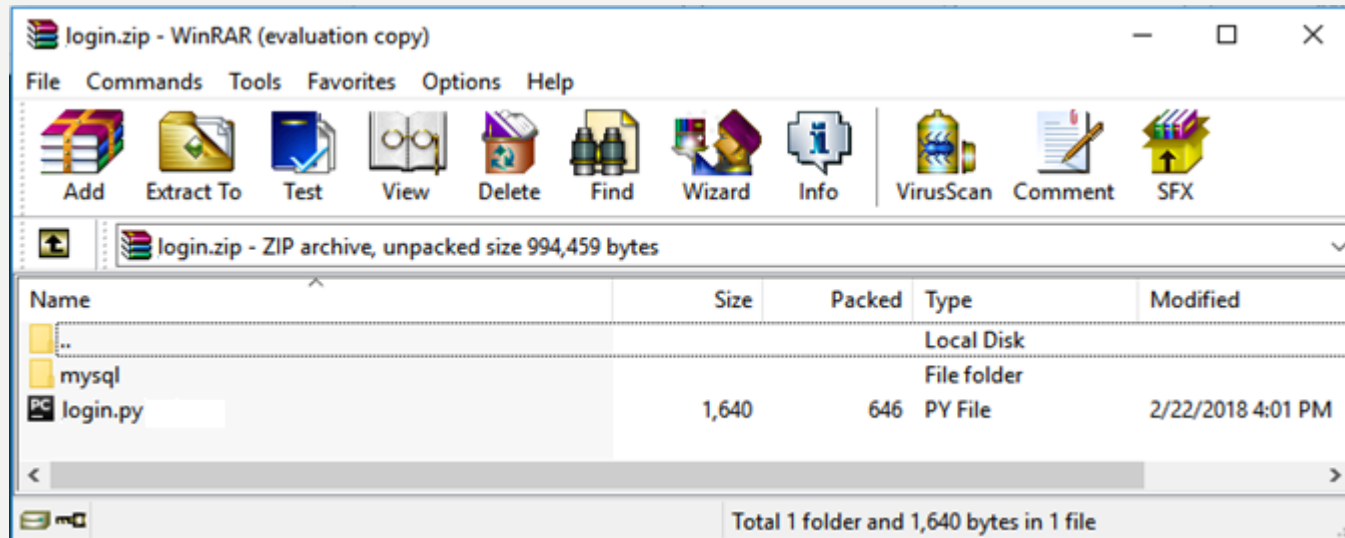 login.zip - WinRAR (evaluation copy)
File Commands Tools Favorites Options Help
Add Extract To Test View Delete Find Wizard Info VirusScan Comment SFX
login.zip - ZIP archive, unpacked size 994,459 bytes
Name Size Packed Type Modified
.. Local Disk
mysql File folder
login.py 1,640 646 PY File 2/22/2018 4:01 PM
Total 1 folder and 1,640 bytes in 1 file